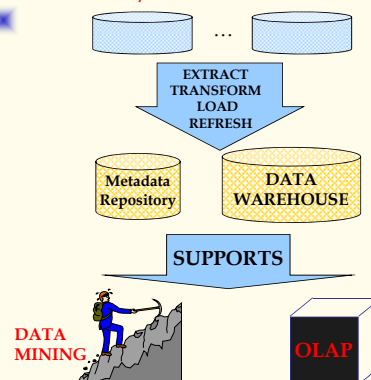 ...
EXTRACT
TRANSFORM
LOAD
REFRESH
Metadata
Repository
DATA
WAREHOUSE
SUPPORTS
DATA
MINING
OLAP